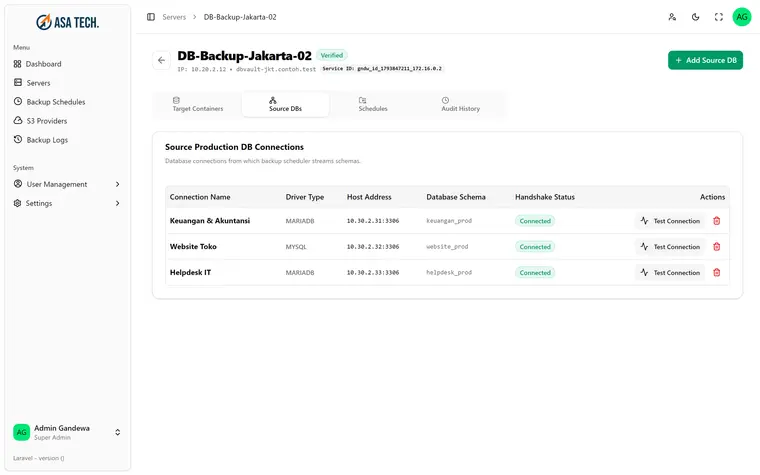 ASA TECH.
Menu
Dashboard
Servers
Backup Schedules
S3 Providers
Backup Logs
System
User Management
Settings
Admin Gandewa
AG
Super Admin
Laravel - version ()
Servers > DB-Backup-Jakarta-02
AG
DB-Backup-Jakarta-02 Verified
IP: 10.20.2.12 • dbvault-jkt.contoh.test Service ID: gndw_id_1793847211_172.16.0.2
+ Add Source DB
Target Containers Source DBs Schedules Audit History
Source Production DB Connections
Database connections from which backup scheduler streams schemas.
Connection Name Driver Type Host Address Database Schema Handshake Status Actions
Keuangan & Akuntansi MARIADB 10.30.2.31:3306 keuangan_prod Connected Test Connection
Website Toko MYSQL 10.30.2.32:3306 website_prod Connected Test Connection
Helpdesk IT MARIADB 10.30.2.33:3306 helpdesk_prod Connected Test Connection